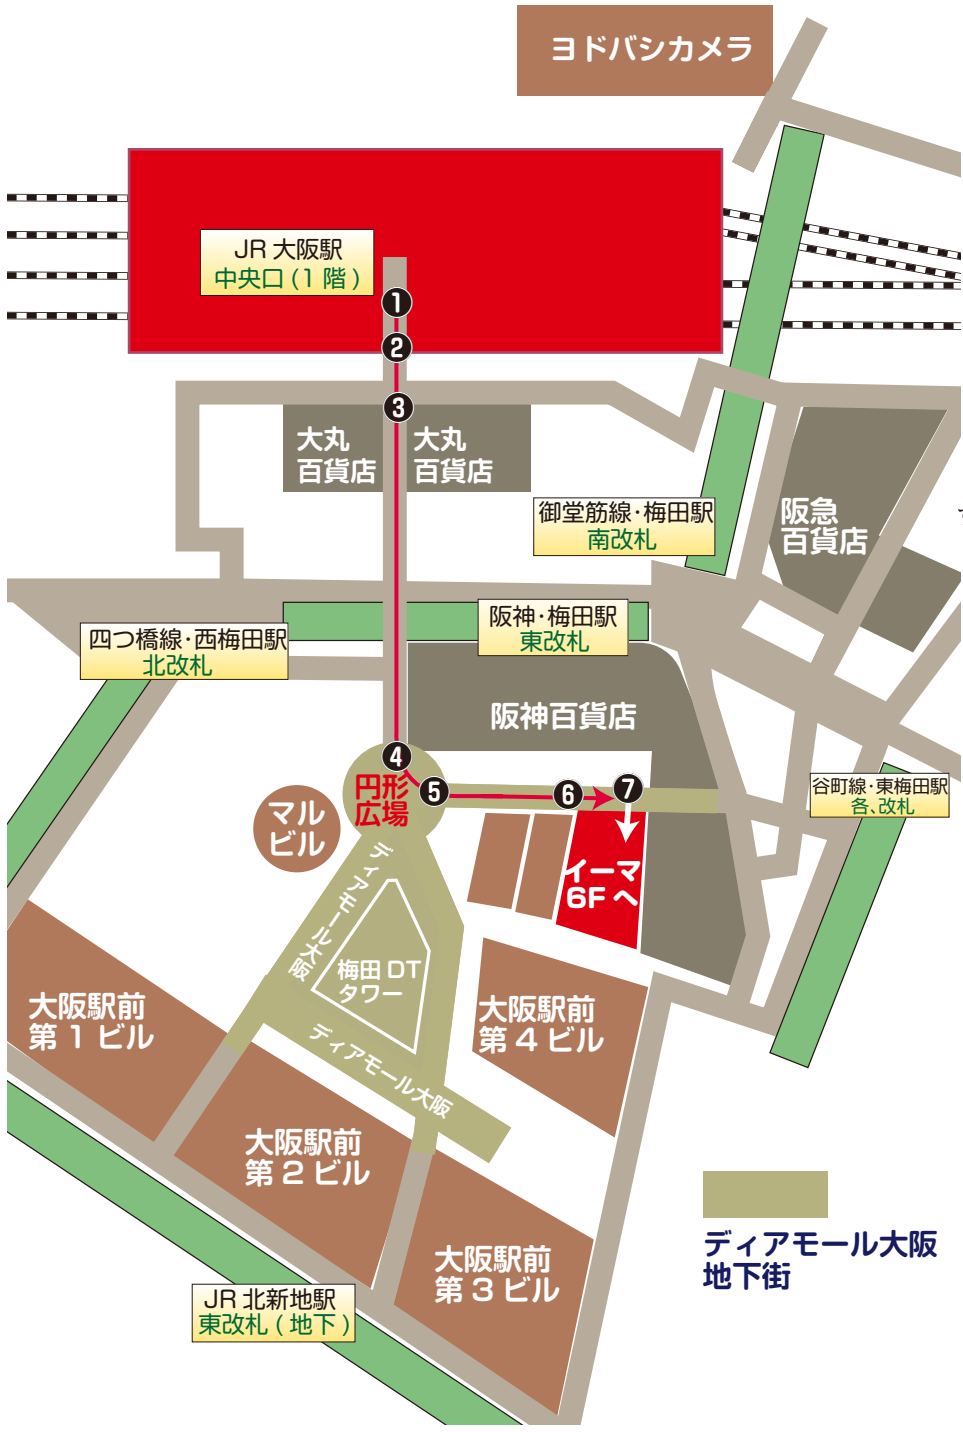 ヨドバシカメラ
JR 大阪駅
中央口(1 階)
1
2
3
大丸
百貨店
大丸
百貨店
御堂筋線・梅田駅
南改札
阪急
百貨店
阪神・梅田駅
東改札
四つ橋線・西梅田駅
北改札
阪神百貨店
4
円形
広場
5
6
7
谷町線・東梅田駅
各、改札
マル
ビル
イーマ
6F へ
ディアモール大阪
梅田 DT
タワー
大阪駅前
第 1 ビル
大阪駅前
第 4 ビル
ディアモール大阪
大阪駅前
第 2 ビル
大阪駅前
第 3 ビル
ディアモール大阪
地下街
JR 北新地駅
東改札 ( 地下 )